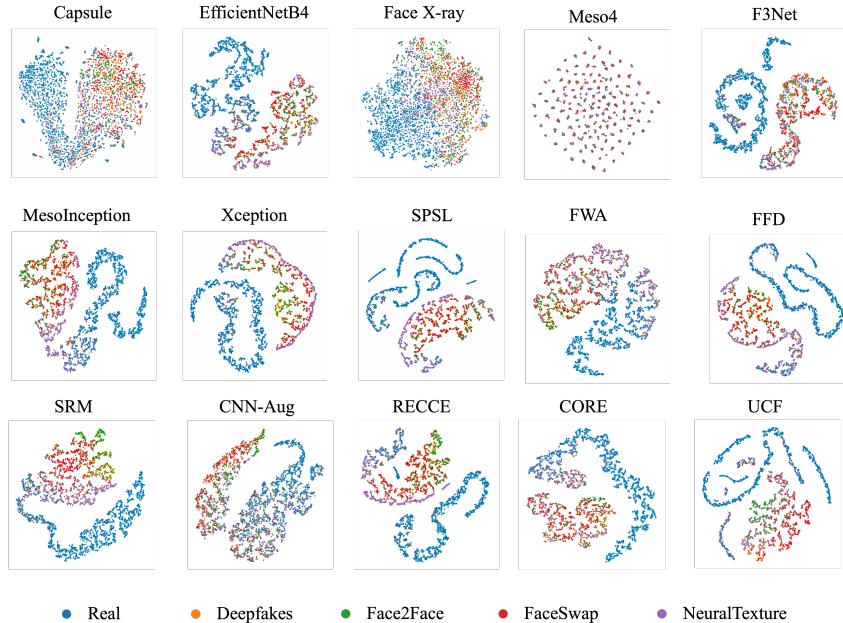 Capsule EfficientNetB4 Face X-ray Meso4 F3Net
MesoInception Xception SPSL FWA FFD
SRM CNN-Aug RECCE CORE UCF
Real Deepfakes Face2Face FaceSwap NeuralTexture